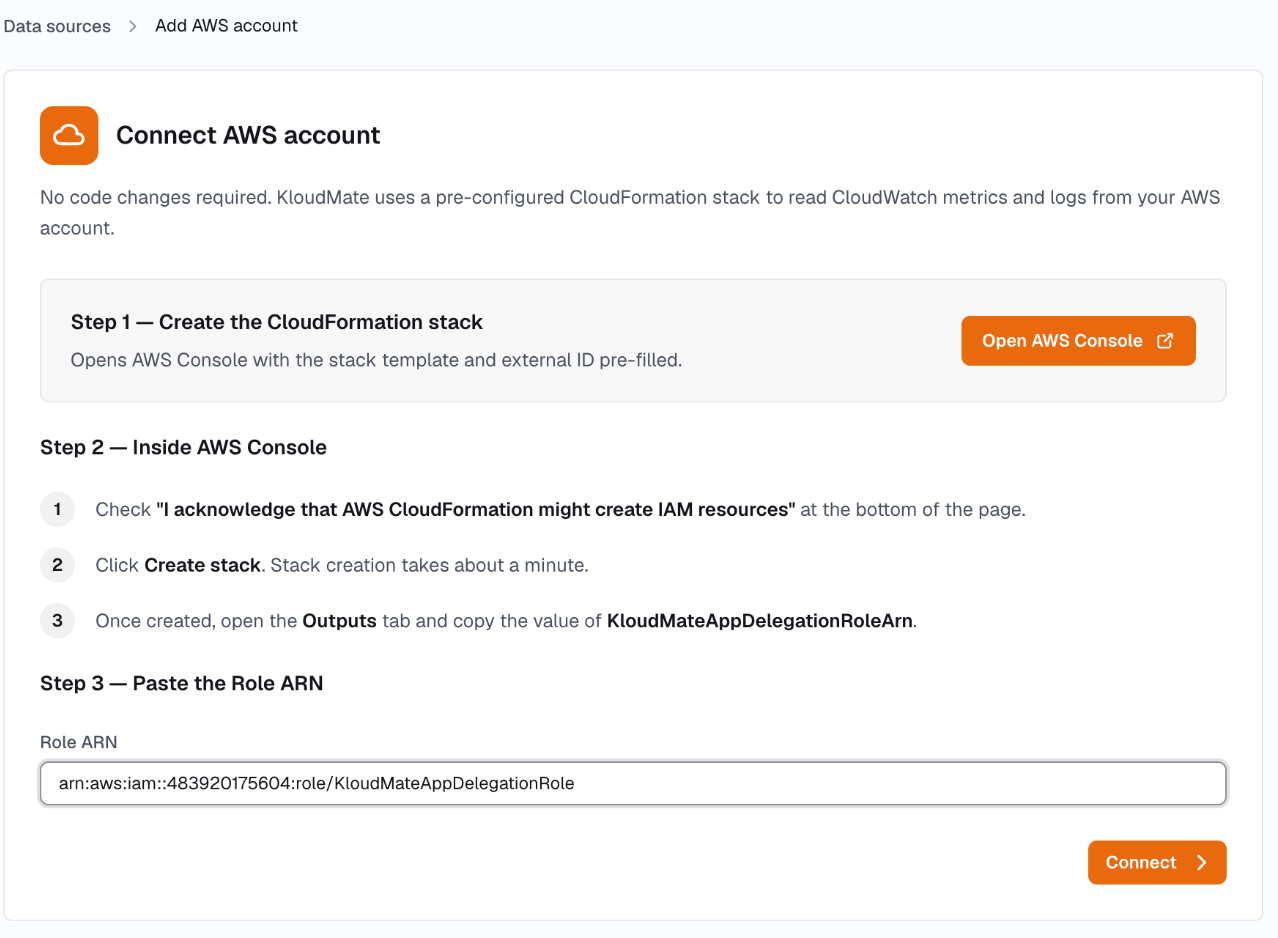 Data sources > Add AWS account
Connect AWS account
No code changes required. KloudMate uses a pre-configured CloudFormation stack to read CloudWatch metrics and logs from your AWS
account.
Step 1 — Create the CloudFormation stack
Opens AWS Console with the stack template and external ID pre-filled.
Open AWS Console
Step 2 — Inside AWS Console
1 Check "I acknowledge that AWS CloudFormation might create IAM resources" at the bottom of the page.
2 Click Create stack. Stack creation takes about a minute.
3 Once created, open the Outputs tab and copy the value of KloudMateAppDelegationRoleArn.
Step 3 — Paste the Role ARN
Role ARN
arn:aws:iam::483920175604:role/KloudMateAppDelegationRole
Connect